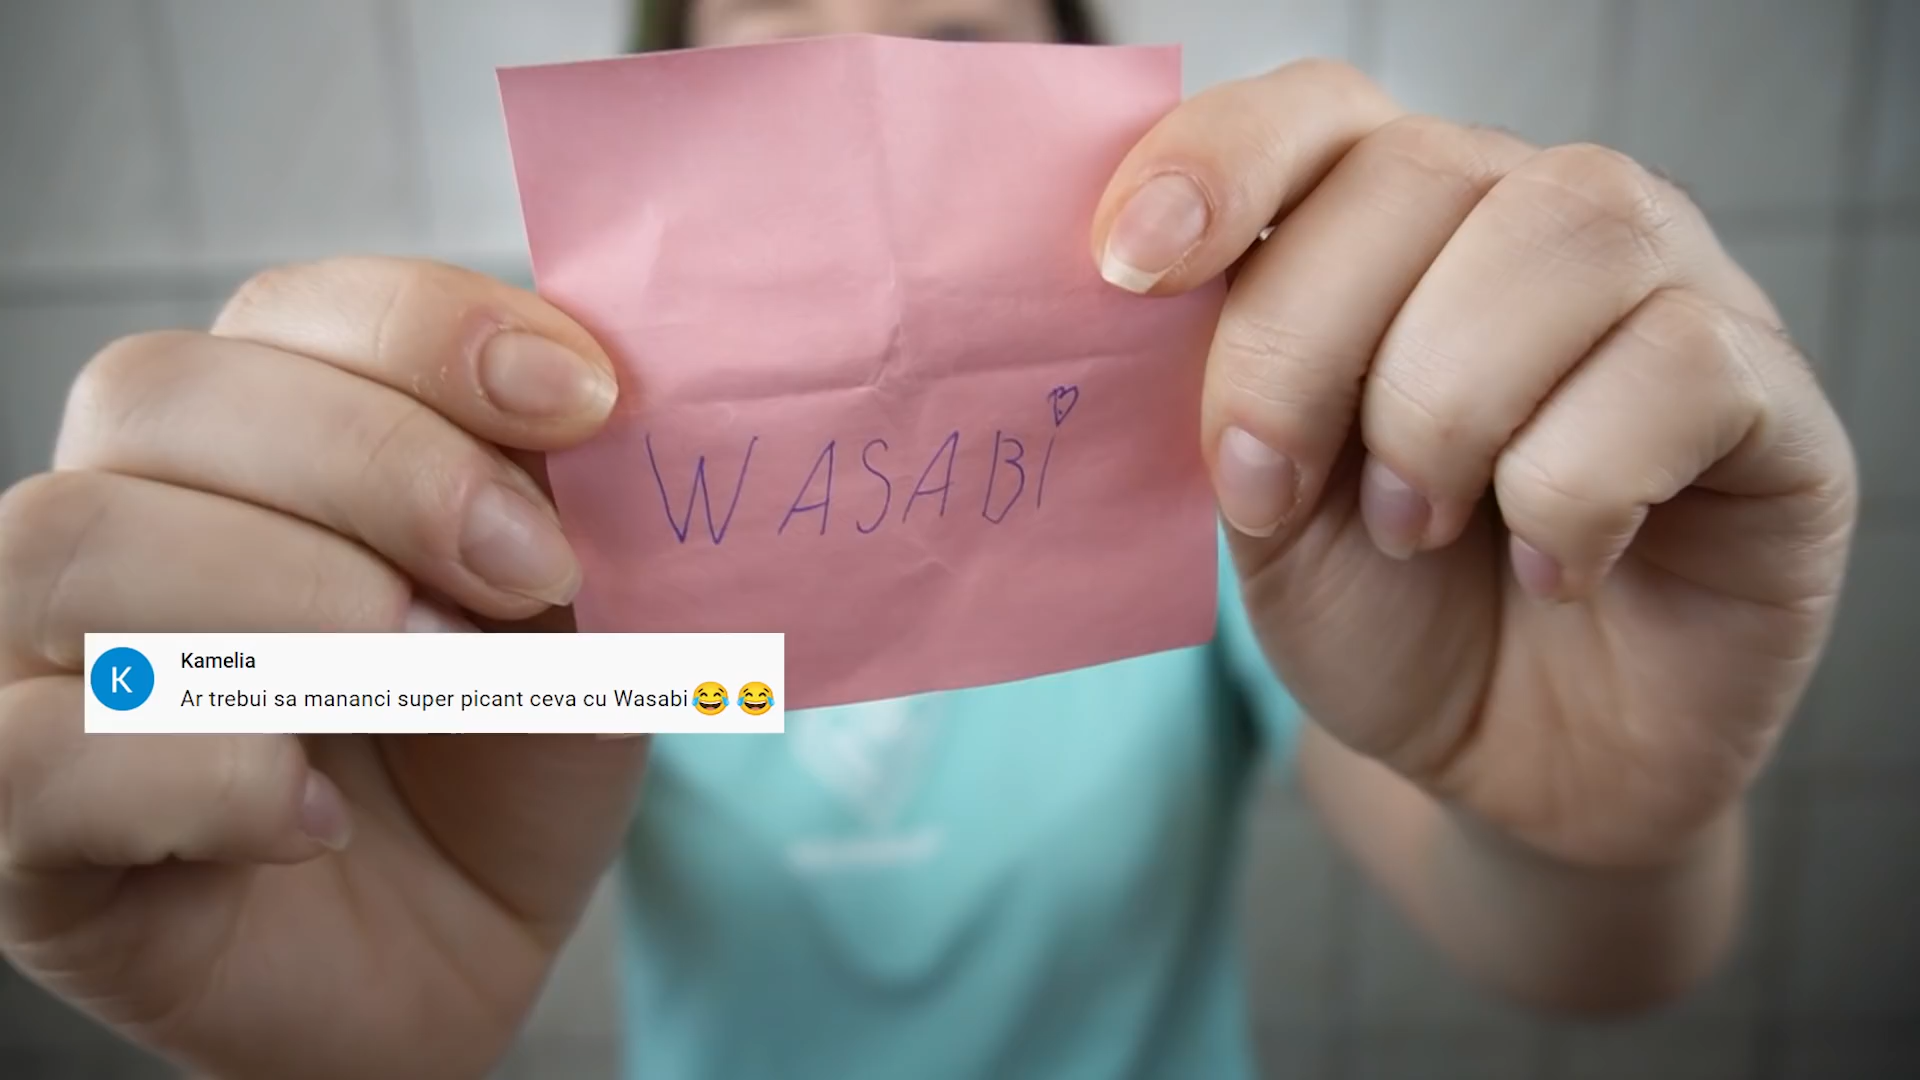 WASABi
K
Kamelia
Ar trebui sa mananci super picant ceva cu Wasabi😂 😂